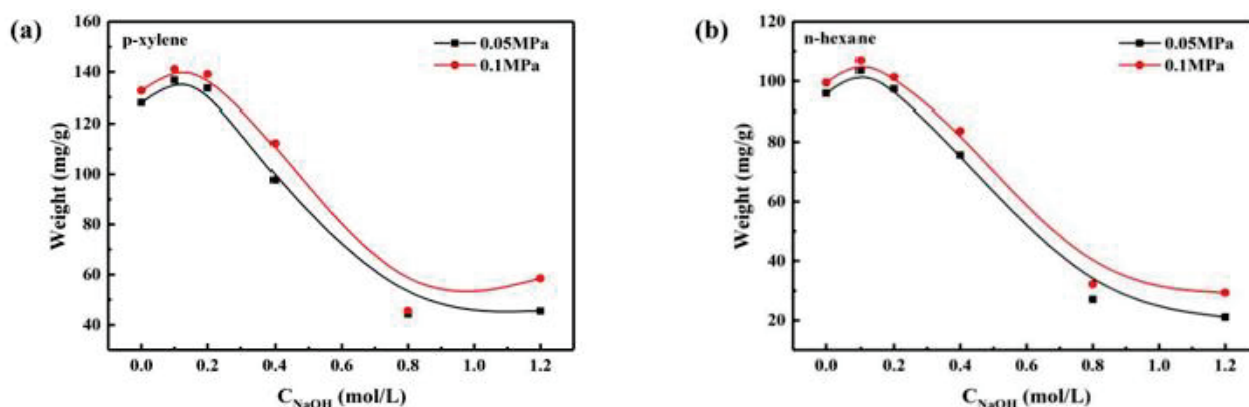 (a)
p-xylene
0.05MPa
0.1MPa
Weight (mg/g)
160
140
120
100
80
60
40
0.0 0.2 0.4 0.6 0.8 1.0 1.2
C_NaOH (mol/L)
(b)
n-hexane
0.05MPa
0.1MPa
Weight (mg/g)
120
100
80
60
40
20
0.0 0.2 0.4 0.6 0.8 1.0 1.2
C_NaOH (mol/L)